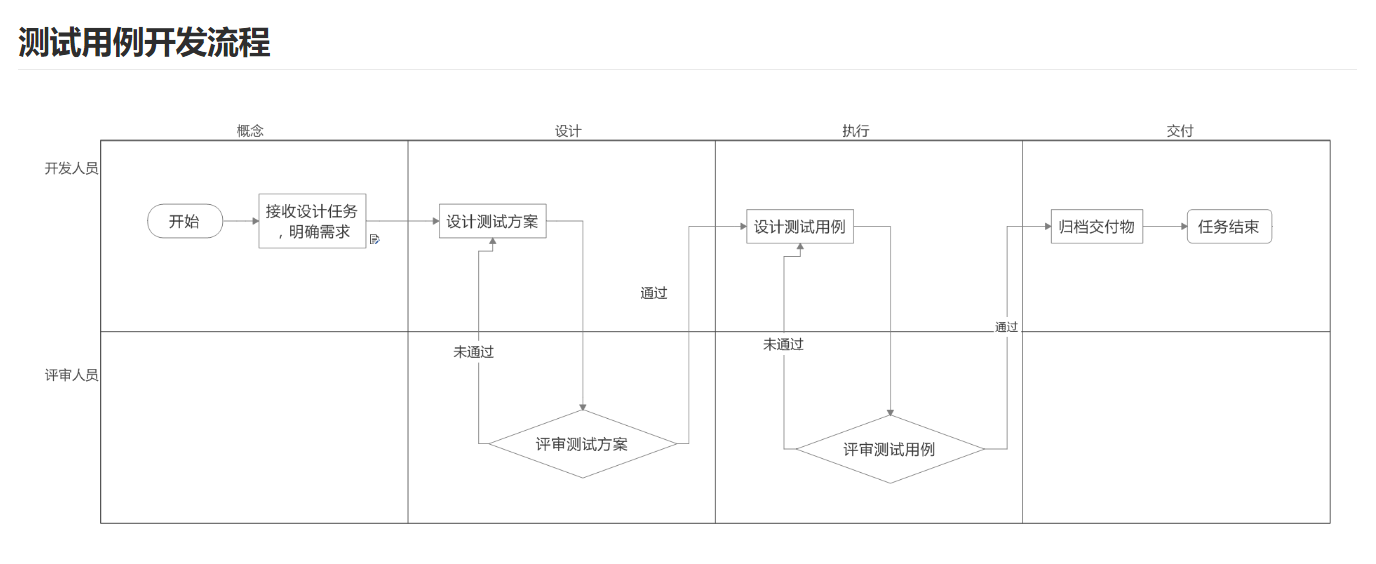 测试用例开发流程
概念
设计
执行
交付
开发人员
开始
接收设计任务
，明确需求
设计测试方案
设计测试用例
归档交付物
任务结束
通过
通过
未通过
未通过
评审人员
评审测试方案
评审测试用例